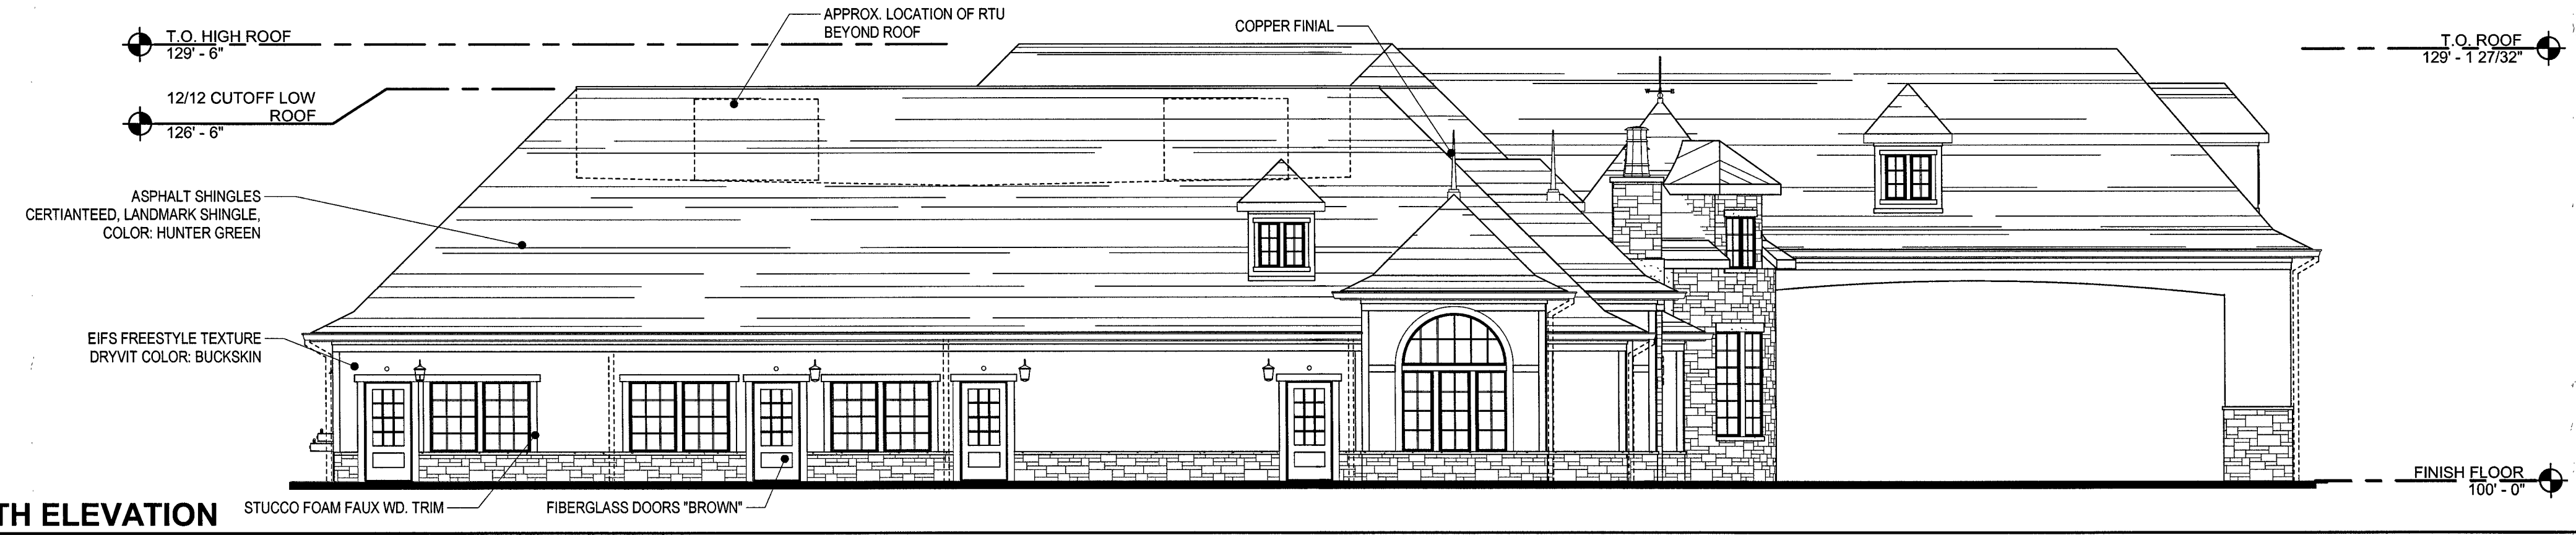 APPROX. LOCATION OF RTU
BEYOND ROOF
COPPER FINIAL
T.O. HIGH ROOF
129' - 6"
T.O. ROOF
129' - 1 27/32"
12/12 CUTOFF LOW
ROOF
126' - 6"
ASPHALT SHINGLES
CERTIANTEED, LANDMARK SHINGLE,
COLOR: HUNTER GREEN
EIFS FREESTYLE TEXTURE
DRYVIT COLOR: BUCKSKIN
FINISH FLOOR
100' - 0"
TH ELEVATION
STUCCO FOAM FAUX WD. TRIM
FIBERGLASS DOORS "BROWN"